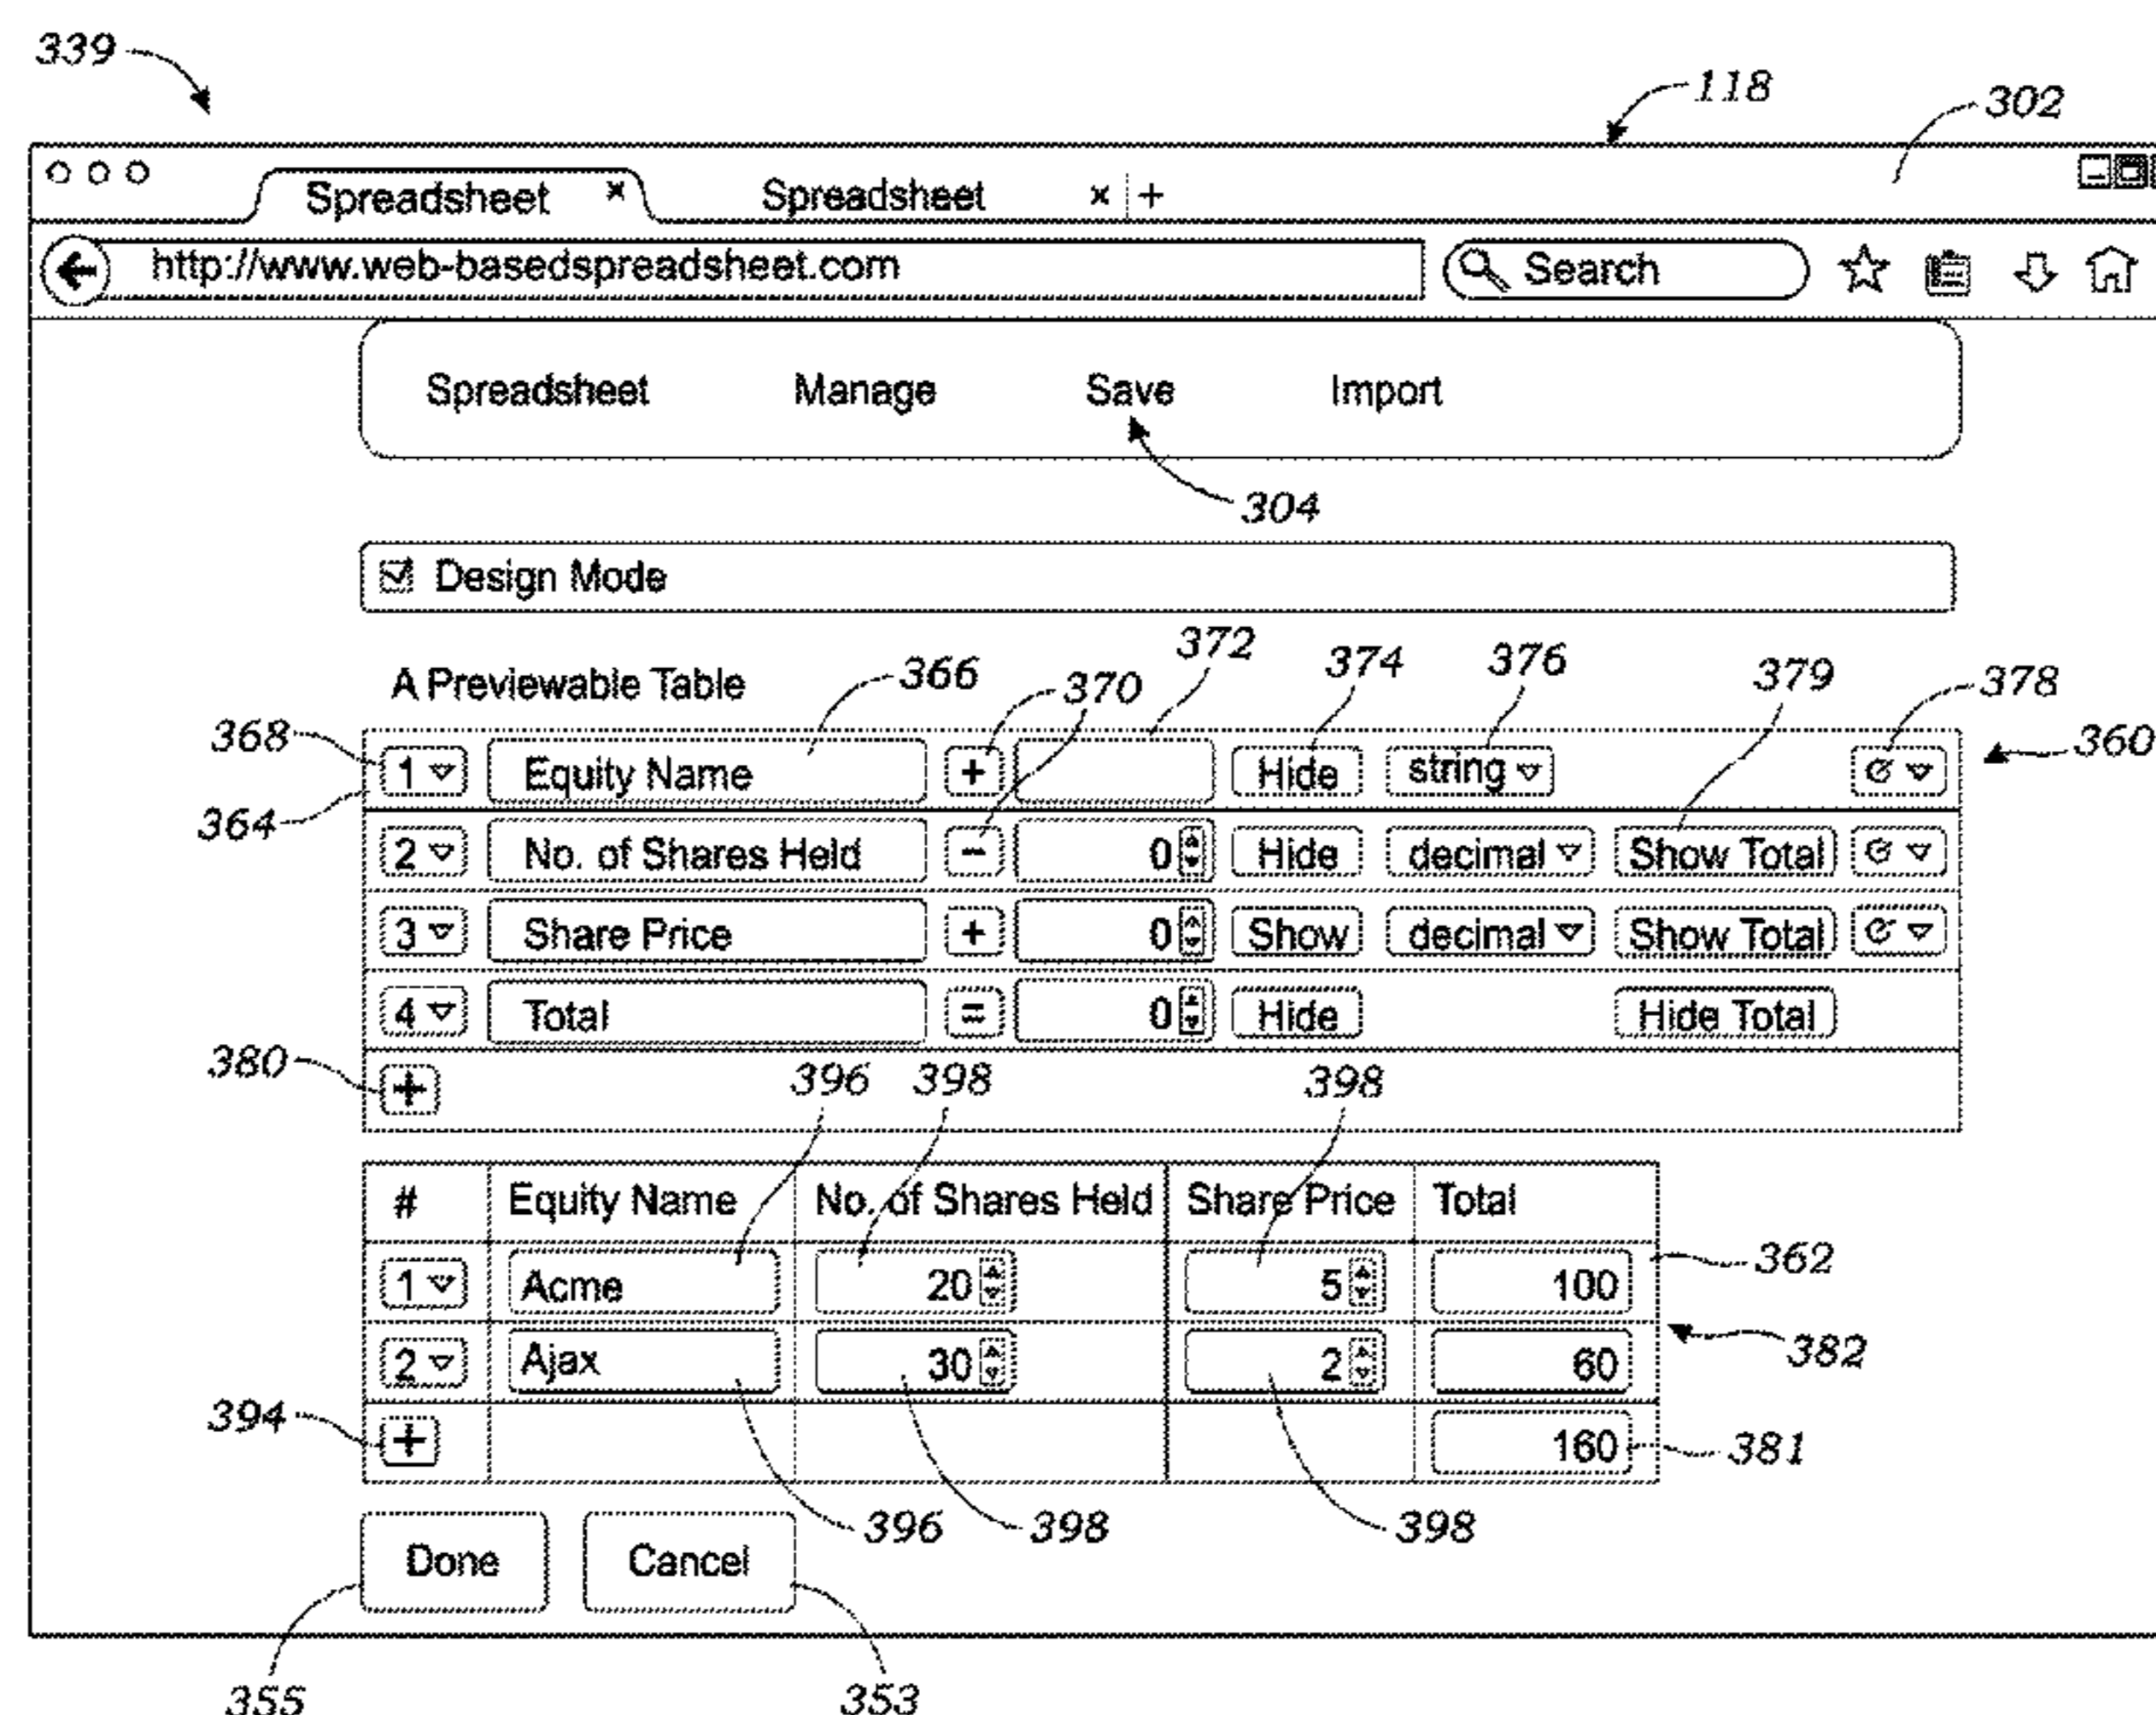 339
118
302
Spreadsheet × Spreadsheet × +
http://www.web-basedspreadsheet.com Search
Spreadsheet Manage Save Import
304
Design Mode
A Previewable Table 366 370 372 374 376 379 378
368 1 Equity Name + Hide string 360
364 2 No. of Shares Held - 0 Hide decimal Show Total
3 Share Price + 0 Show decimal Show Total
4 Total = 0 Hide Hide Total
380 + 396 398 398
# Equity Name No. of Shares Held Share Price Total
1 Acme 20 5 100 362
2 Ajax 30 2 60 382
394 + 160 381
396 398 398
Done Cancel
355 353